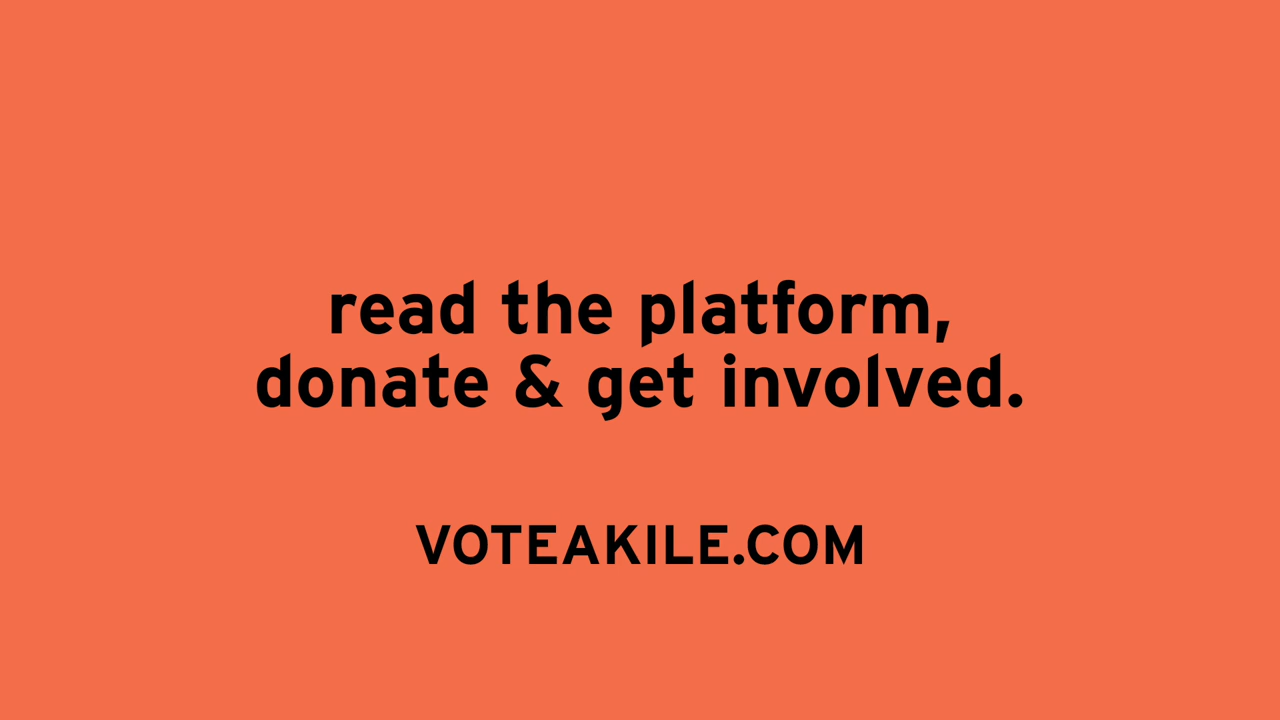 read the platform,
donate & get involved.
VOTEAKILE.COM